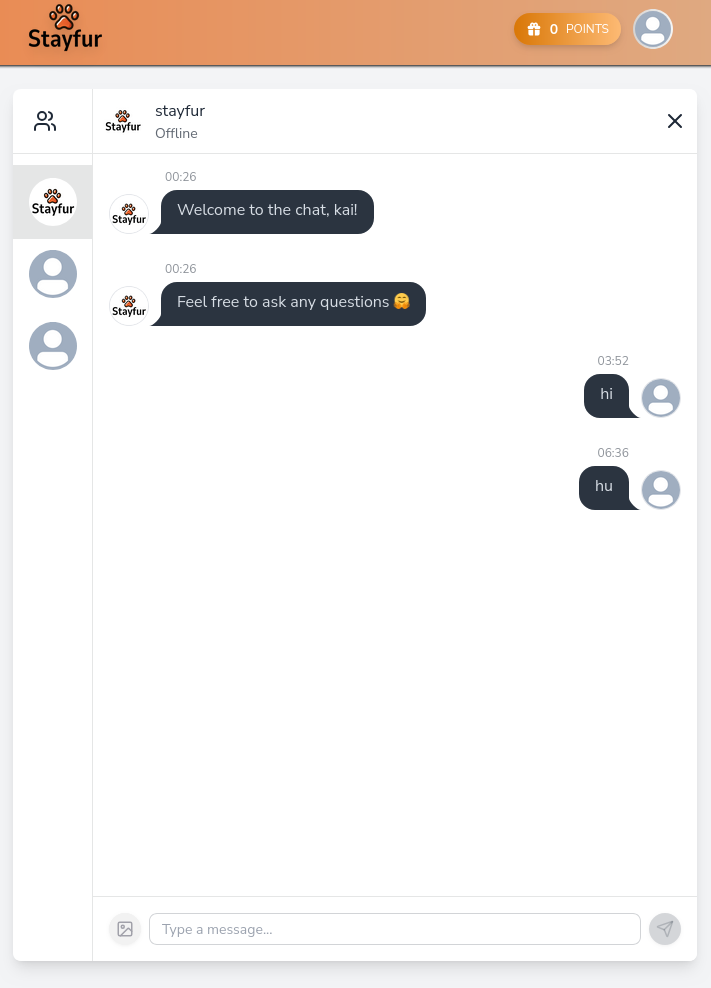 Stayfur
0 POINTS
Stayfur
stayfur
Offline
Stayfur
00:26
Stayfur
Welcome to the chat, kai!
00:26
Stayfur
Feel free to ask any questions 🤗
03:52
hi
06:36
hu
Type a message...